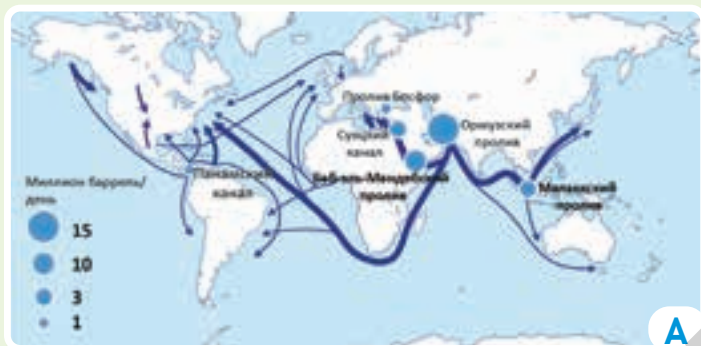 Пролив Босфор
Суэцкий
канал
Ормузский
пролив
Панамский
канал
Баб-эль-Мандебский
пролив
Малаккский
пролив
Миллион баррель/
день
15
10
3
1
A